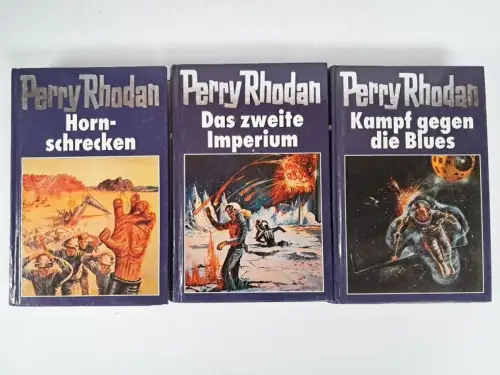 Perry Rhodan
Horn-
schrecken
Perry Rhodan
Das zweite
Imperium
Perry Rhodan
Kampf gegen
die Blues